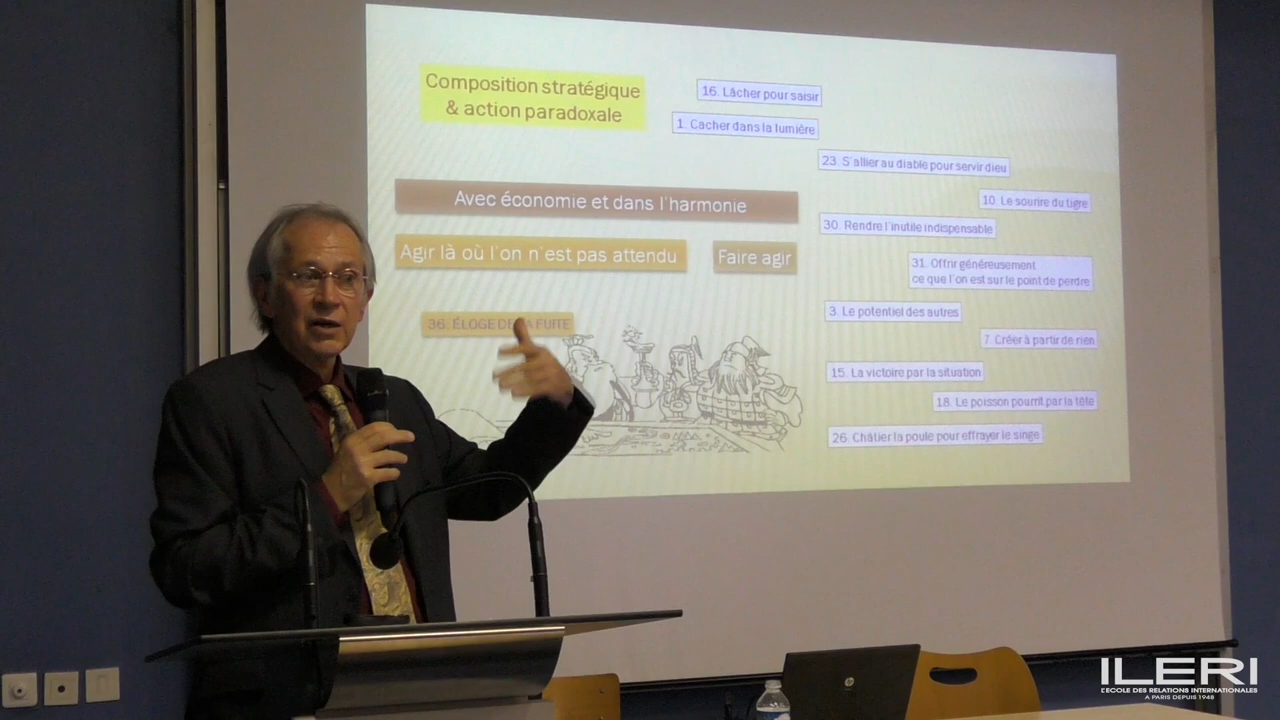 Composition stratégique
& action paradoxale
16. Lâcher pour saisir
1. Cacher dans la lumière
23. S'allier au diable pour servir dieu
Avec économie et dans l'harmonie
10. Le sourire du tigre
30. Rendre l'inutile indispensable
Agir là où l'on n'est pas attendu
Faire agir
31. Offrir généreusement
ce que l'on est sur le point de perdre
3. Le potentiel des autres
36. ÉLOGE DE LA FUITE
7. Créer à partir de rien
15. La victoire par la situation
18. Le poisson pourrit par la tête
26. Châtier la poule pour effrayer le singe
hp
ILERI
L'ECOLE DES RELATIONS INTERNATIONALES
A PARIS DEPUIS 1948